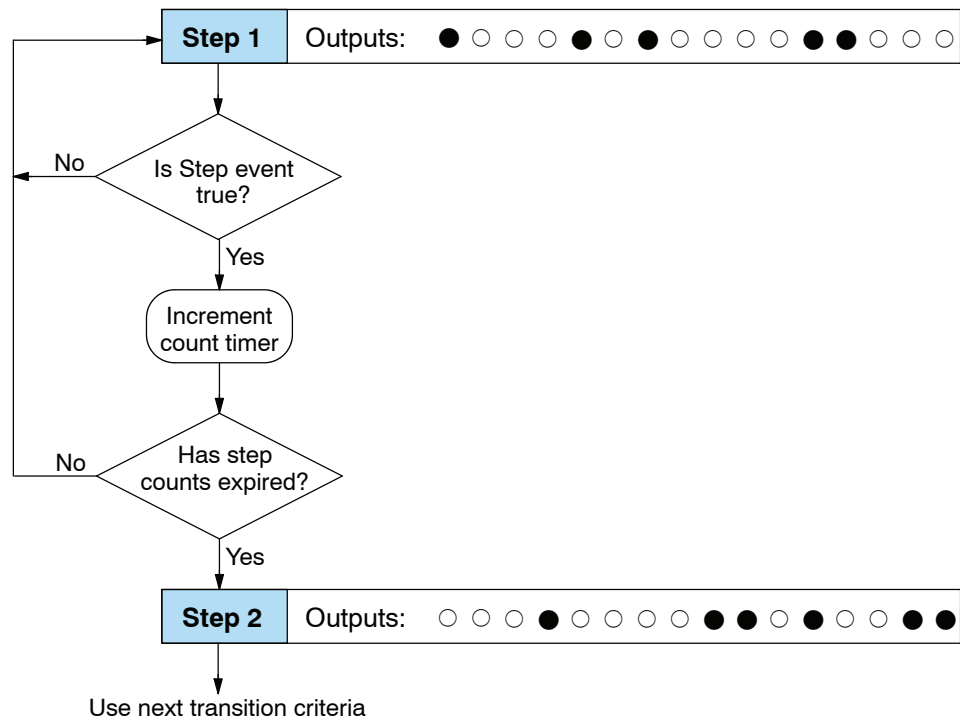 Step 1 Outputs:
Is Step event
true?
No
Yes
Increment
count timer
Has step
counts expired?
No
Yes
Step 2 Outputs:
Use next transition criteria